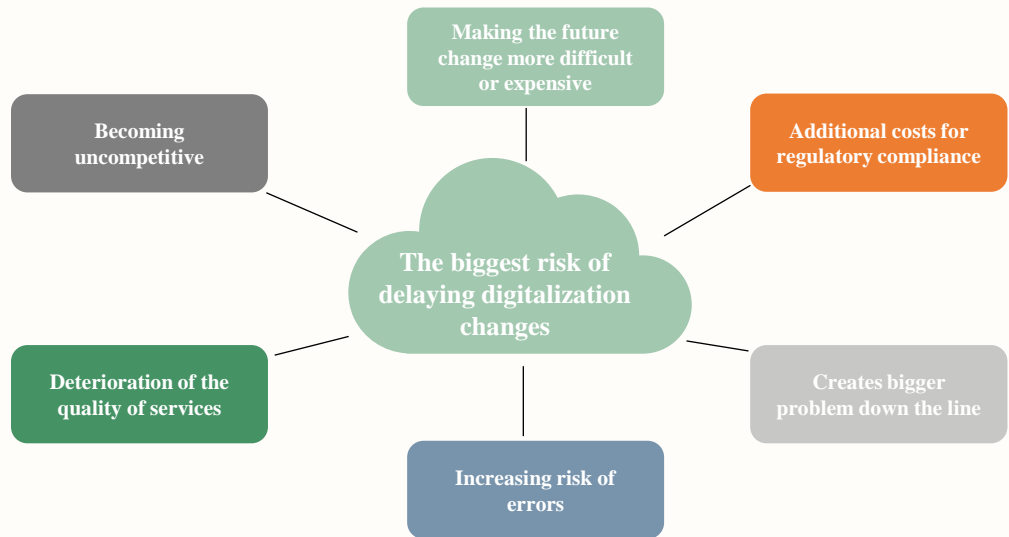 Making the future
change more difficult
or expensive
Becoming
uncompetitive
Additional costs for
regulatory compliance
The biggest risk of
delaying digitalization
changes
Deterioration of the
quality of services
Creates bigger
problem down the line
Increasing risk of
errors